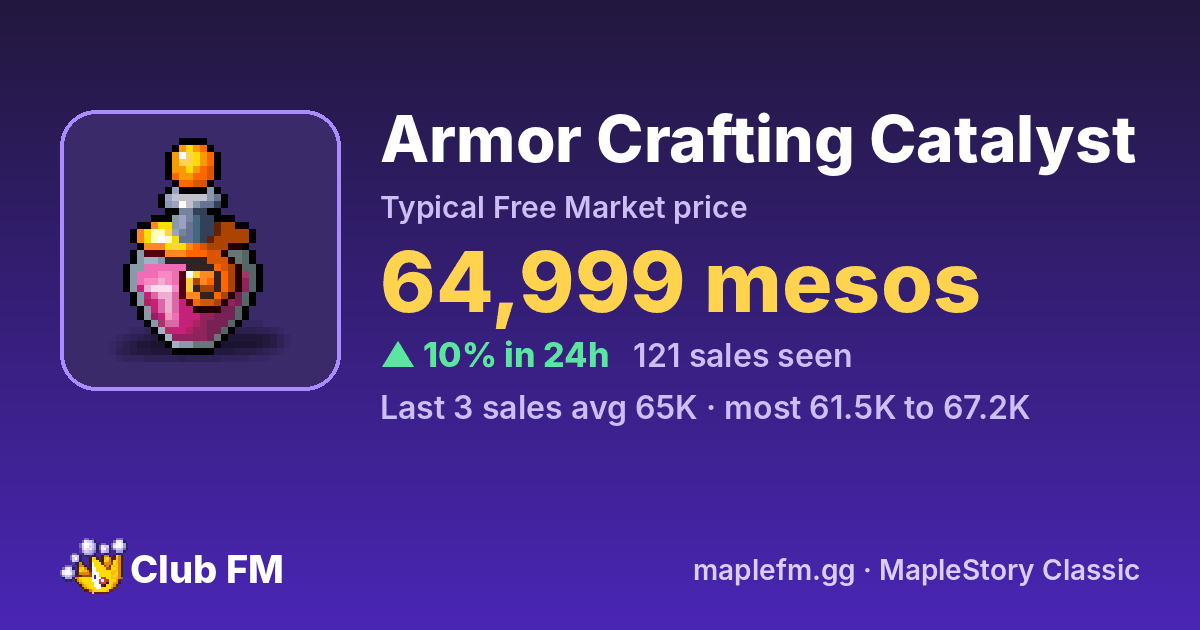 Armor Crafting Catalyst
Typical Free Market price
64,999 mesos
▲ 10% in 24h 121 sales seen
Last 3 sales avg 65K · most 61.5K to 67.2K
Club FM
maplefm.gg · MapleStory Classic